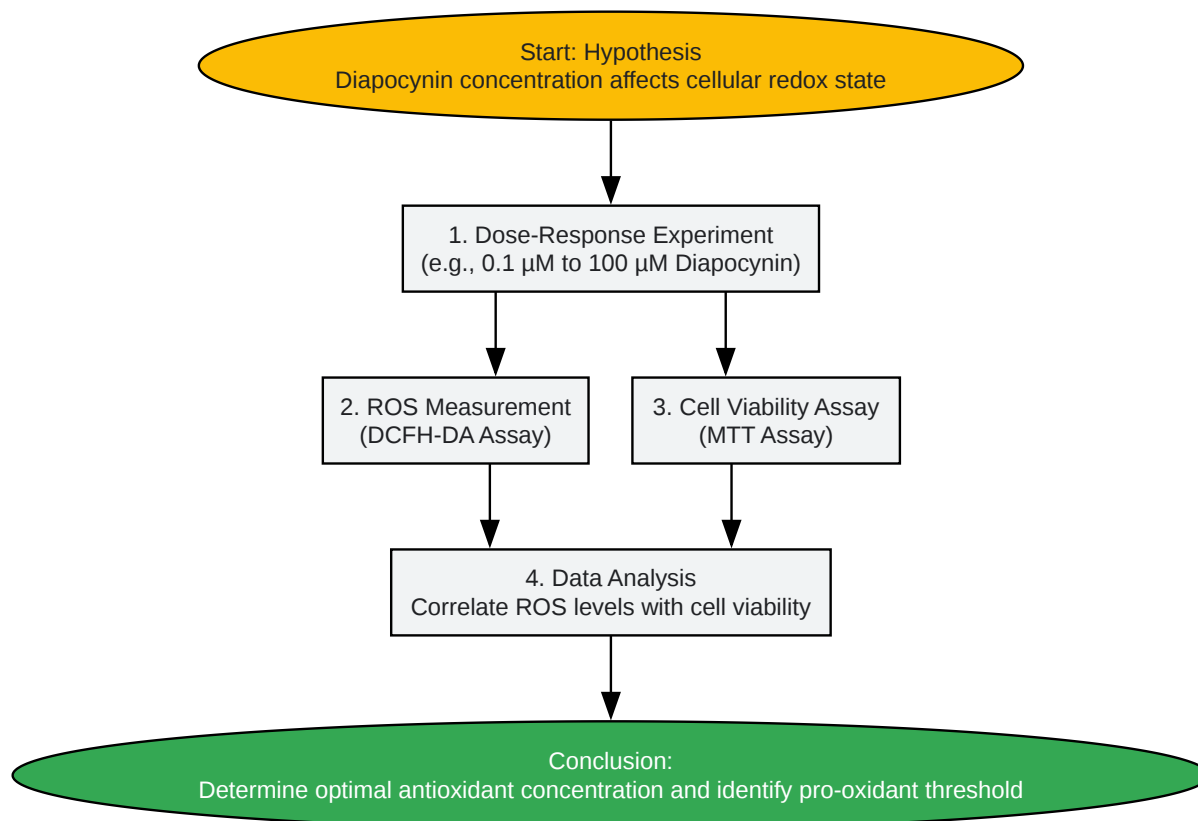 Start: Hypothesis
Diapocynin concentration affects cellular redox state
1. Dose-Response Experiment
(e.g., 0.1 µM to 100 µM Diapocynin)
2. ROS Measurement
(DCFH-DA Assay)
3. Cell Viability Assay
(MTT Assay)
4. Data Analysis
Correlate ROS levels with cell viability
Conclusion:
Determine optimal antioxidant concentration and identify pro-oxidant threshold